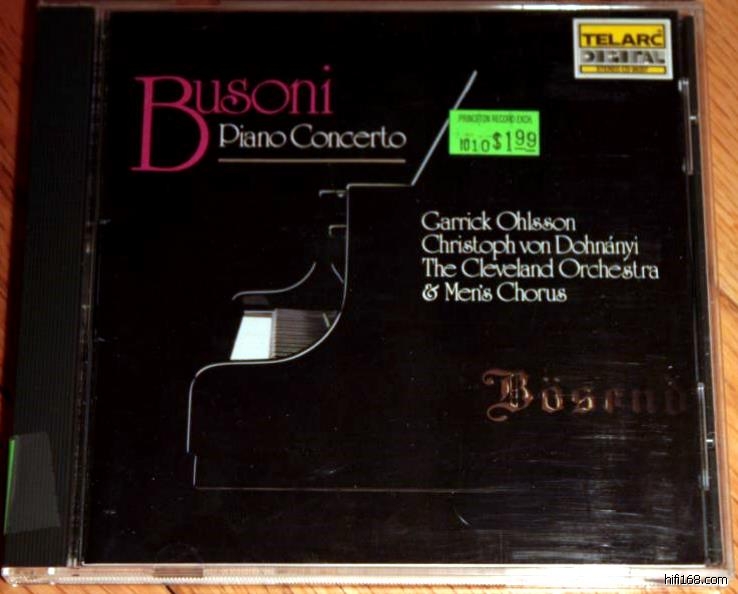 TELARC
DIGITAL
Busoni
Piano Concerto
PRINCETON RECORD EXCH.
1010 $1.99
Garrick Ohlsson
Christoph von Dohnányi
The Cleveland Orchestra
& Men's Chorus
Bösend
hifi168.com